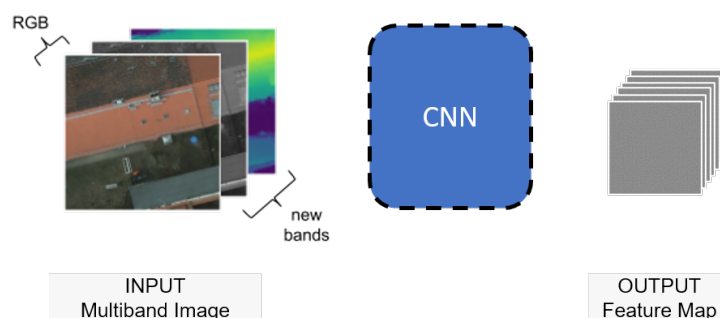 RGB
CNN
new
bands
INPUT
Multiband Image
OUTPUT
Feature Map